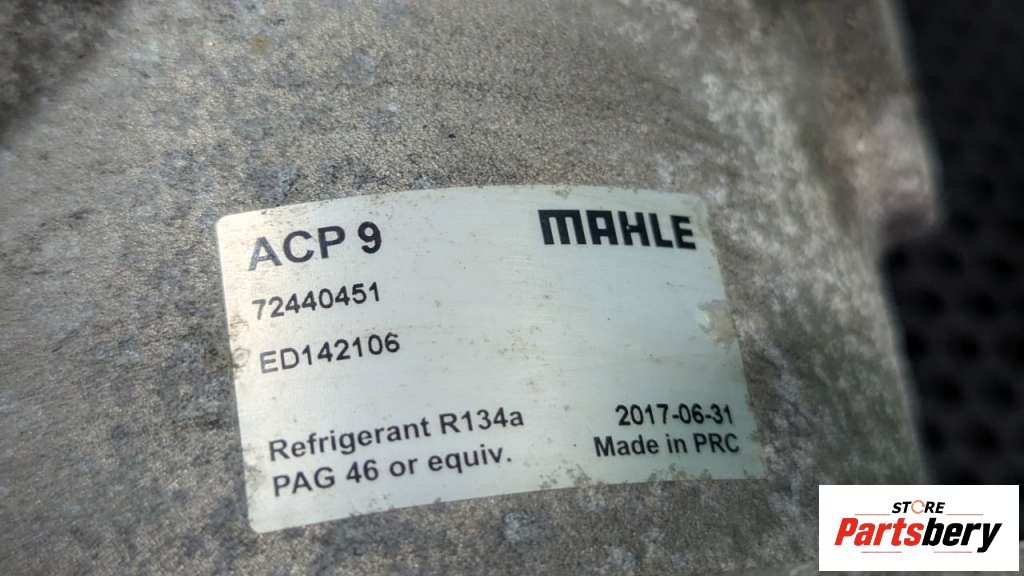 ACP 9
MAHLE
72440451
ED142106
Refrigerant R134a
PAG 46 or equiv.
2017-06-31
Made in PRC
STORE
Partsbery